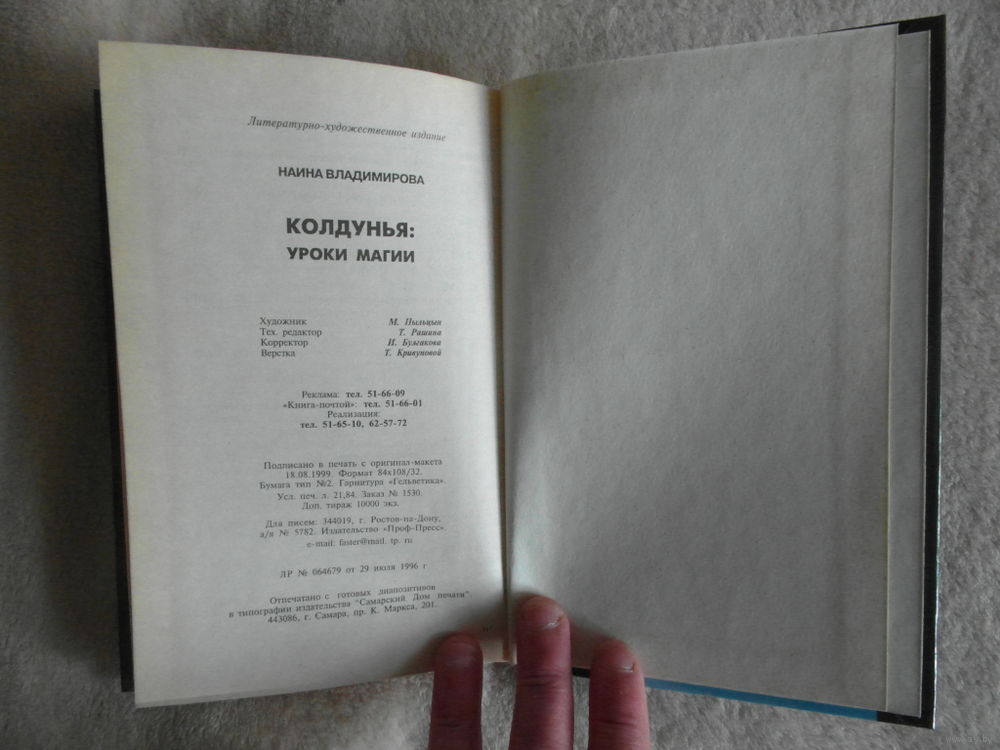 Литературно-художественное издание
НАИНА ВЛАДИМИРОВА
КОЛДУНЬЯ:
УРОКИ МАГИИ
Художник М. Пыльцын
Тех. редактор Т. Рашина
Корректор И. Булгакова
Верстка Т. Кривуновой
Реклама: тел. 51-66-09
«Книга-почтой»: тел. 51-66-01
Реализация:
тел. 51-65-10, 62-57-72
Подписано в печать с оригинал-макета
18.08.1999. Формат 84x108/32.
Бумага тип №2. Гарнитура «Гельветика».
Усл. печ. л. 21,84. Заказ № 1530.
Доп. тираж 10000 экз.
Для писем: 344019, г. Ростов-на-Дону,
а/я № 5782. Издательство «Проф-Пресс».
e-mail: faster@mail. tp. ru
ЛР № 064679 от 29 июля 1996 г
Отпечатано с готовых диапозитивов
в типографии издательства "Самарский Дом печати".
443086, г. Самара, пр. К. Маркса, 201.